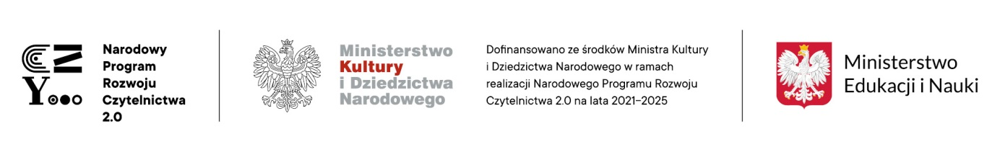 CZ
Y
Narodowy
Program
Rozwoju
Czytelnictwa
2.0
Ministerstwo
Kultury
i Dziedzictwa
Narodowego
Dofinansowano ze środków Ministra Kultury
i Dziedzictwa Narodowego w ramach
realizacji Narodowego Programu Rozwoju
Czytelnictwa 2.0 na lata 2021–2025
Ministerstwo
Edukacji i Nauki